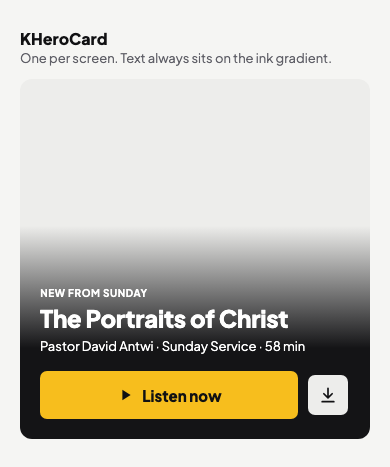 KHeroCard
One per screen. Text always sits on the ink gradient.
NEW FROM SUNDAY
The Portraits of Christ
Pastor David Antwi · Sunday Service · 58 min
Listen now